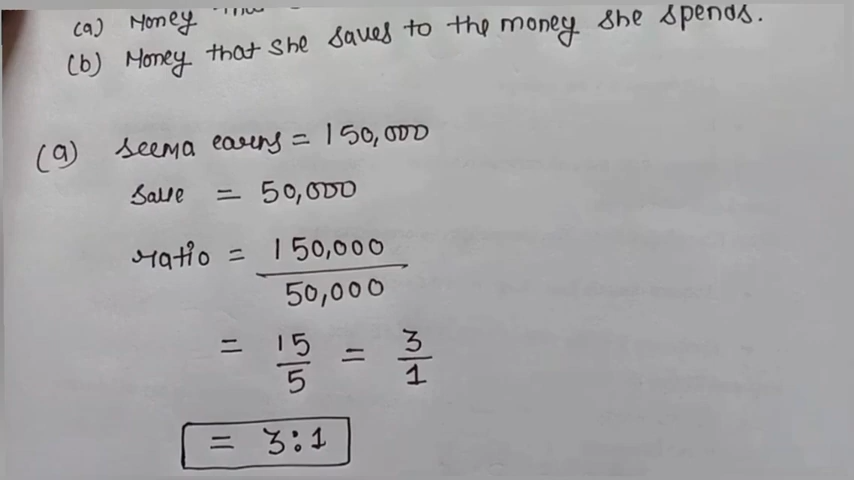 (a) Money
(b) Money that she saves to the money she spends.
(a) Seema earns = 150,000
Save = 50,000
ratio = 150,000
50,000
= 15/5 = 3/1
= 3:1